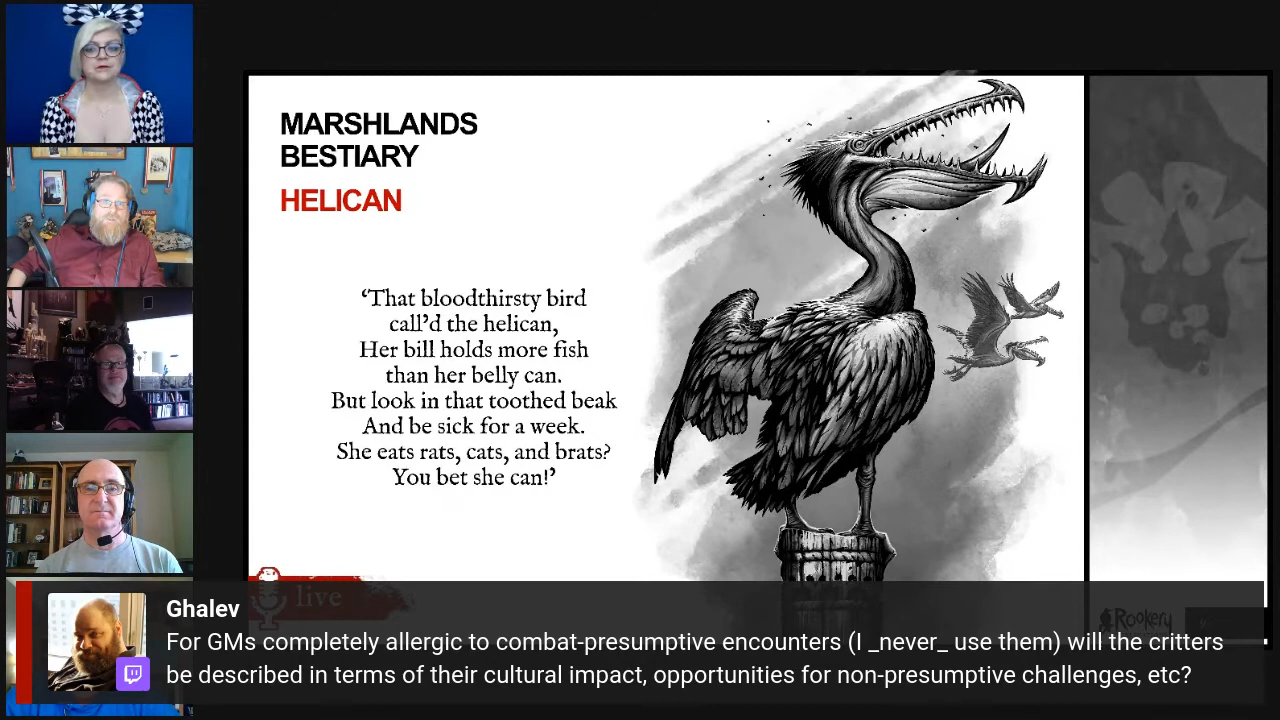 MARSHLANDS
BESTIARY
HELICAN
‘That bloodthirsty bird
call’d the helican,
Her bill holds more fish
than her belly can.
But look in that toothed beak
And be sick for a week.
She eats rats, cats, and brats?
You bet she can!’
live
Rookery
Ghalev
For GMs completely allergic to combat-presumptive encounters (I _never_ use them) will the critters
be described in terms of their cultural impact, opportunities for non-presumptive challenges, etc?